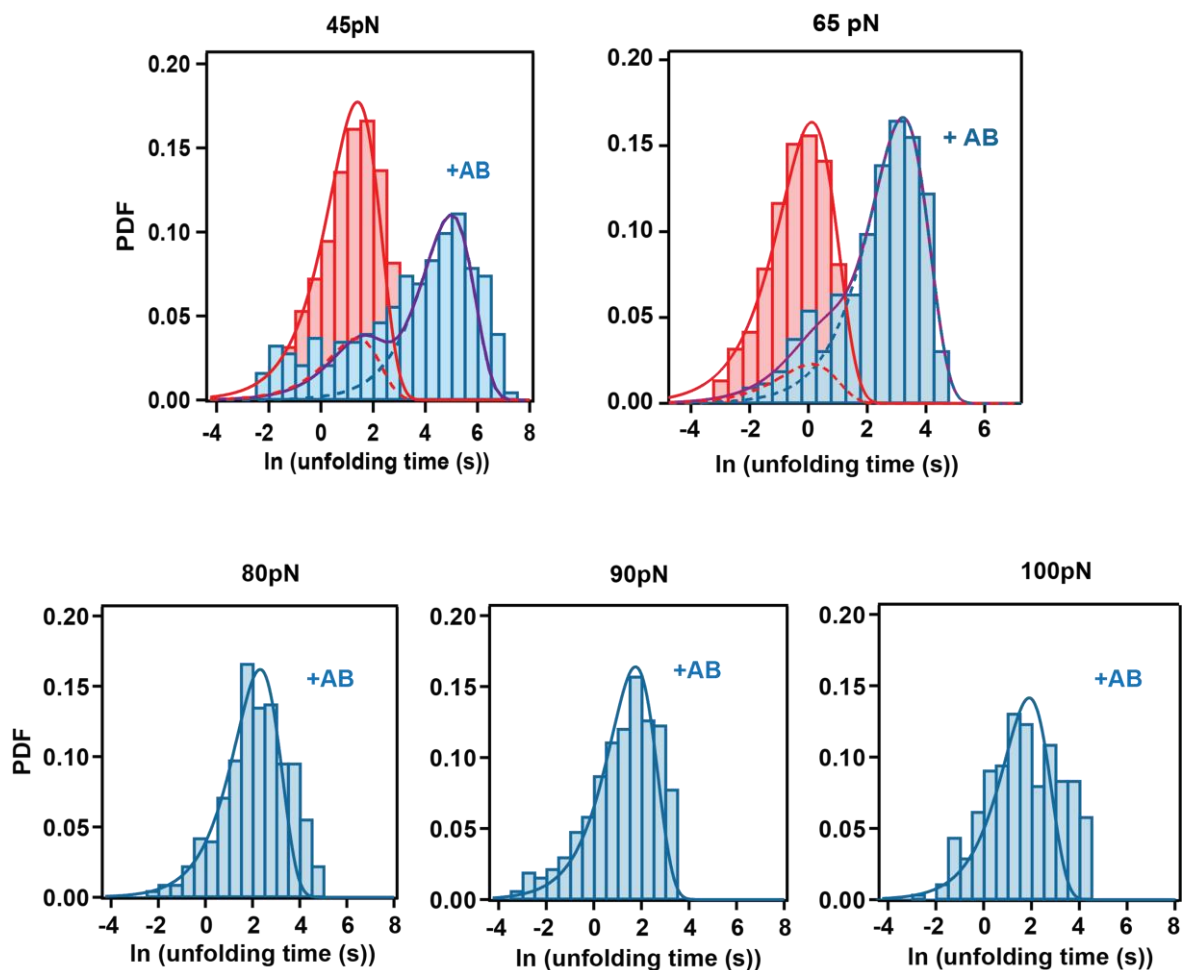 45pN
65 pN
0.20
0.15
0.10
0.05
0.00
PDF
+AB
-4 -2 0 2 4 6 8
ln (unfolding time (s))
0.20
0.15
0.10
0.05
0.00
+ AB
-4 -2 0 2 4 6
ln (unfolding time (s))
80pN
90pN
100pN
0.20
0.15
0.10
0.05
0.00
PDF
+AB
-4 -2 0 2 4 6 8
ln (unfolding time (s))
0.20
0.15
0.10
0.05
0.00
+AB
-4 -2 0 2 4 6 8
ln (unfolding time (s))
0.20
0.15
0.10
0.05
0.00
+AB
-4 -2 0 2 4 6 8
ln (unfolding time (s))